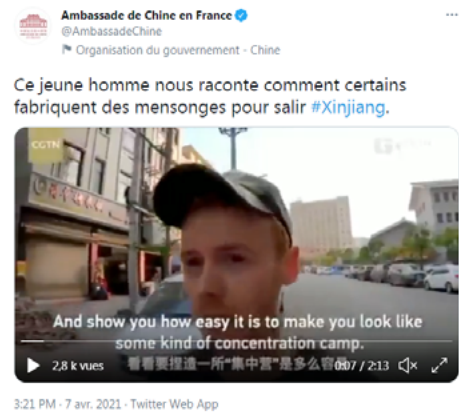 Ambassade de Chine en France
@AmbassadeChine
Organisation du gouvernement - Chine
Ce jeune homme nous raconte comment certains
fabriquent des mensonges pour salir #Xinjiang.
CGTN
And show you how easy it is to make you look like
some kind of concentration camp.
看看要捏造一所“集中营”是多么容易
2,8 k vues
0:07 / 2:13
3:21 PM · 7 avr. 2021 · Twitter Web App